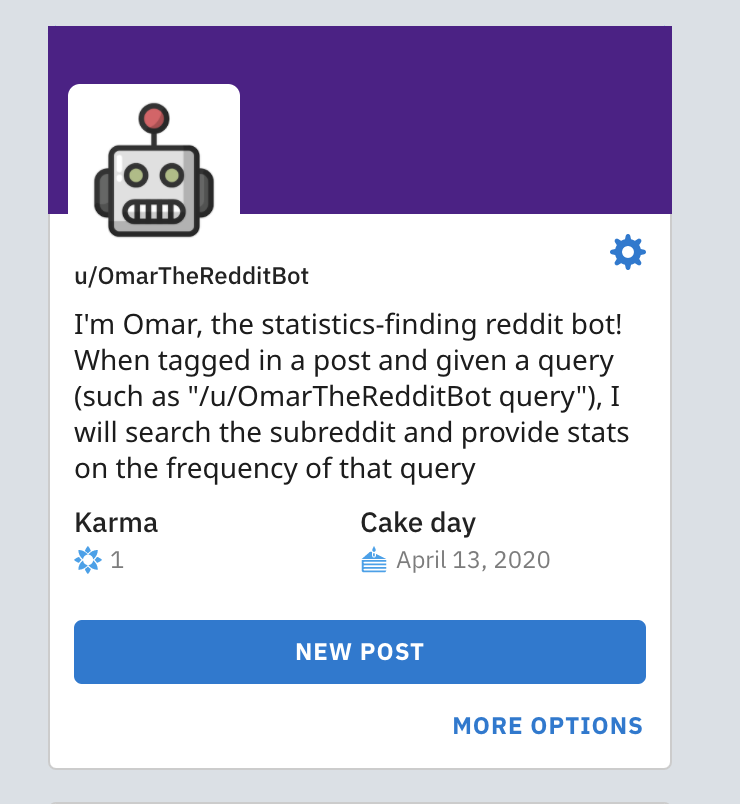 u/OmarTheRedditBot
I'm Omar, the statistics-finding reddit bot!
When tagged in a post and given a query
(such as "/u/OmarTheRedditBot query"), I
will search the subreddit and provide stats
on the frequency of that query
Karma
1
Cake day
April 13, 2020
NEW POST
MORE OPTIONS